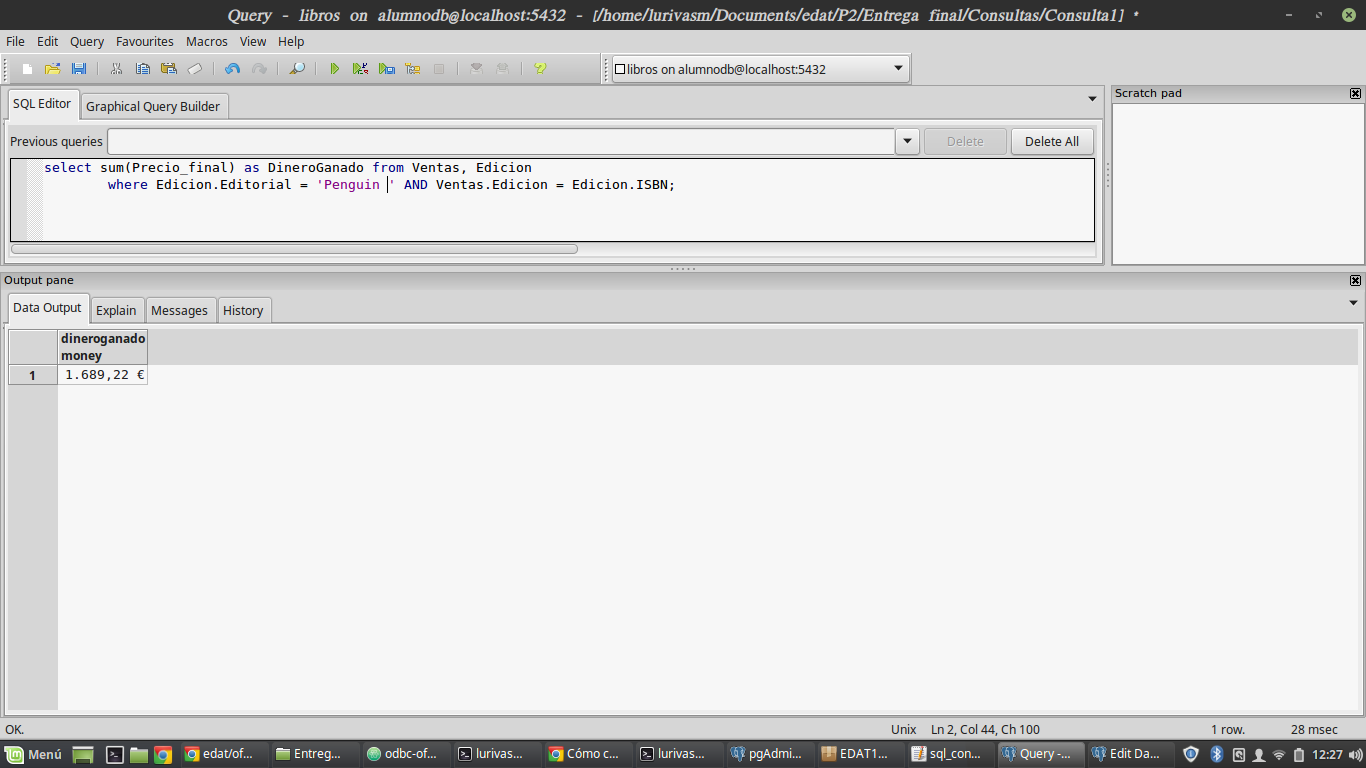 Query - libros on alumnodb@localhost:5432 - [/home/lurivasm/Documents/edat/P2/Entrega final/Consultas/Consulta1] *
File Edit Query Favourites Macros View Help
libros on alumnodb@localhost:5432
SQL Editor Graphical Query Builder
Scratch pad
Previous queries Delete Delete All
select sum(Precio_final) as DineroGanado from Ventas, Edicion
where Edicion.Editorial = 'Penguin ' AND Ventas.Edicion = Edicion.ISBN;
Output pane
Data Output Explain Messages History
dineroganado
money
1 1.689,22 €
OK. Unix Ln 2, Col 44, Ch 100 1 row. 28 msec
Menú edat/of... Entreg... odbc-of... lurivas... Cómo c... lurivas... pgAdmi... EDAT1... sql_con... Query -... Edit Da... 12:27